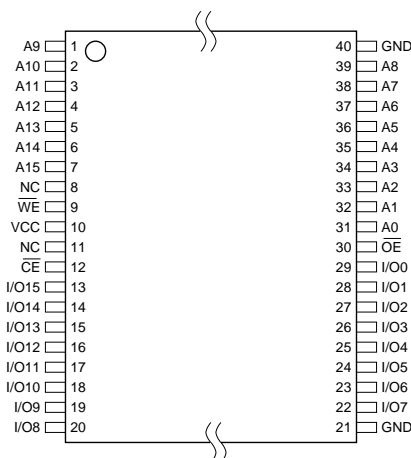 A9 1 40 GND
A10 2 39 A8
A11 3 38 A7
A12 4 37 A6
A13 5 36 A5
A14 6 35 A4
A15 7 34 A3
NC 8 33 A2
W̅E̅ 9 32 A1
VCC 10 31 A0
NC 11 30 O̅E̅
C̅E̅ 12 29 I/O0
I/O15 13 28 I/O1
I/O14 14 27 I/O2
I/O13 15 26 I/O3
I/O12 16 25 I/O4
I/O11 17 24 I/O5
I/O10 18 23 I/O6
I/O9 19 22 I/O7
I/O8 20 21 GND